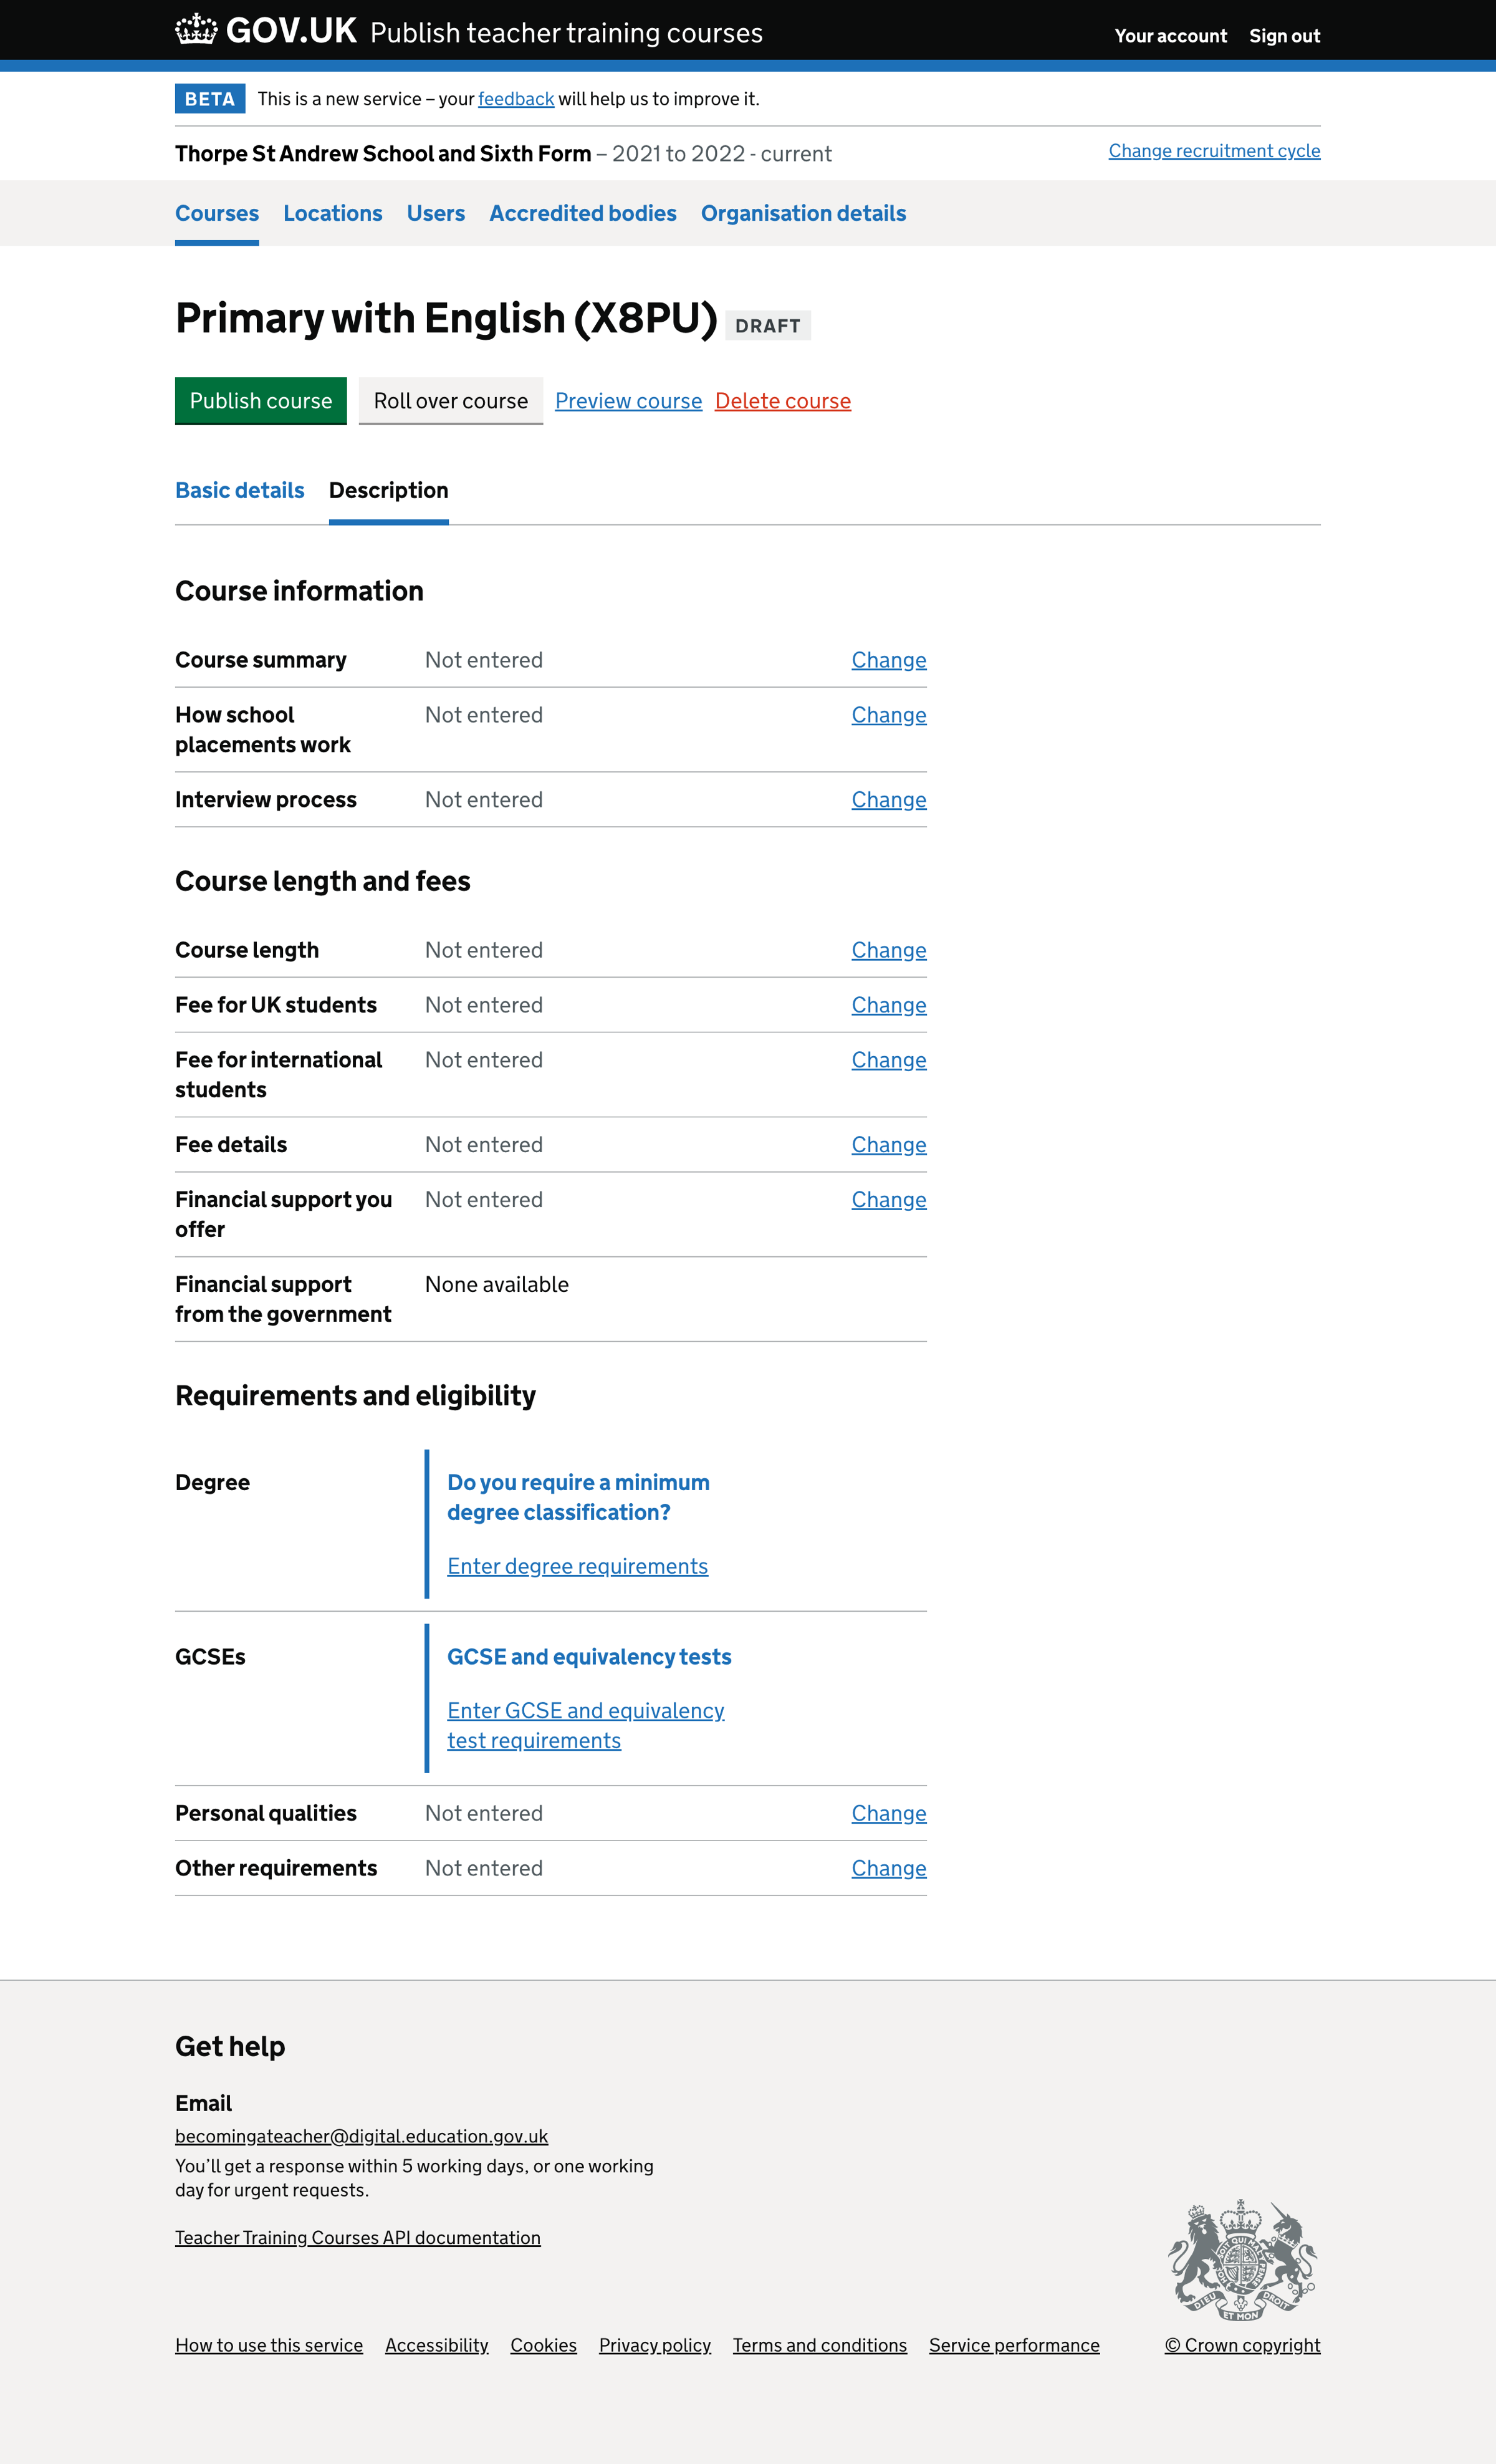 GOV.UK Publish teacher training courses
Your account Sign out
BETA This is a new service – your feedback will help us to improve it.
Thorpe St Andrew School and Sixth Form – 2021 to 2022 - current
Change recruitment cycle
Courses Locations Users Accredited bodies Organisation details
Primary with English (X8PU) DRAFT
Publish course Roll over course Preview course Delete course
Basic details Description
Course information
Course summary Not entered Change
How school
placements work
Not entered Change
Interview process Not entered Change
Course length and fees
Course length Not entered Change
Fee for UK students Not entered Change
Fee for international
students
Not entered Change
Fee details Not entered Change
Financial support you
offer
Not entered Change
Financial support
from the government
None available
Requirements and eligibility
Degree
Do you require a minimum
degree classification?
Enter degree requirements
GCSEs
GCSE and equivalency tests
Enter GCSE and equivalency
test requirements
Personal qualities Not entered Change
Other requirements Not entered Change
Get help
Email
becomingateacher@digital.education.gov.uk
You’ll get a response within 5 working days, or one working
day for urgent requests.
Teacher Training Courses API documentation
DIEU ET MON DROIT
How to use this service Accessibility Cookies Privacy policy Terms and conditions Service performance
© Crown copyright